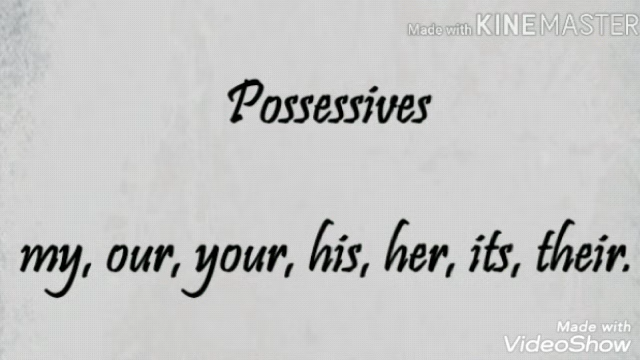 Made with KINEMASTER
Possessives
my, our, your, his, her, its, their.
Made with
VideoShow